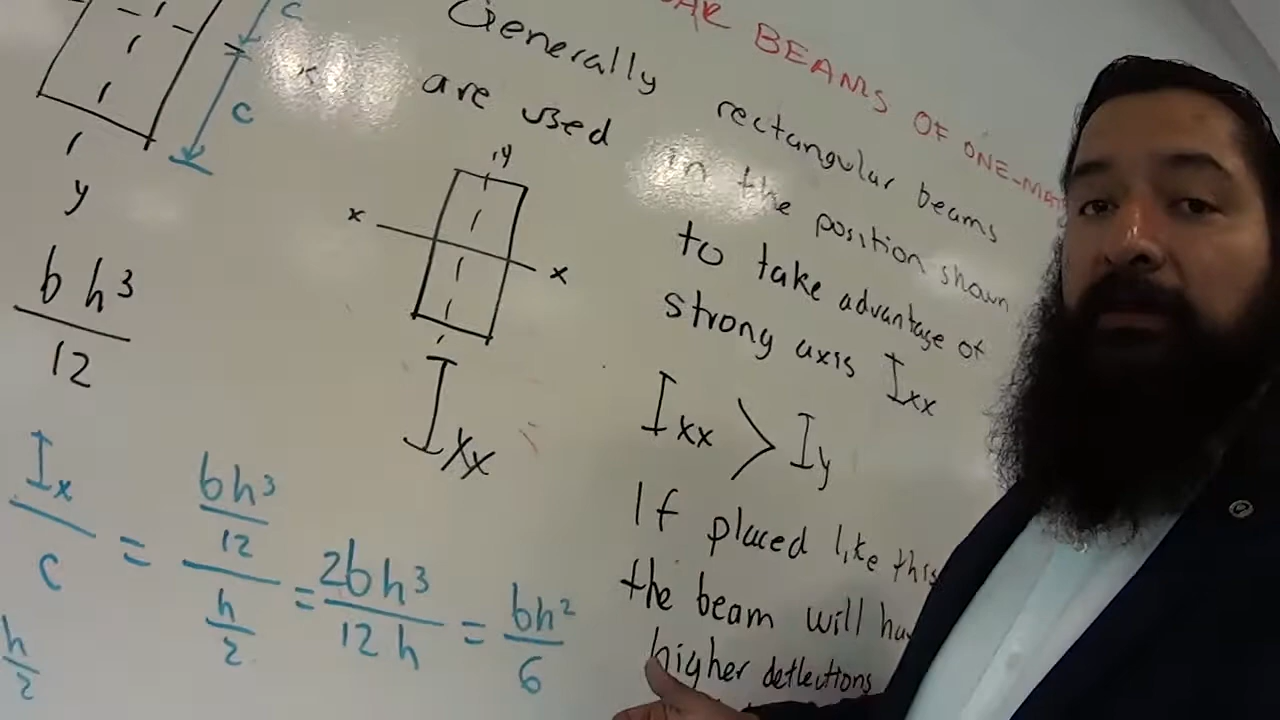 BEAMS OF ONE-MAT
Generally rectangular beams
are used in the position shown
to take advantage of
strong axis Ixx
Ixx > Iy
If placed like this
the beam will ha
higher deflections
c
c
y
bh³
12
y
x
x
Ixx
Ix/c = (bh³/12)/(h/2) = 2bh³/12h = bh²/6
h/2